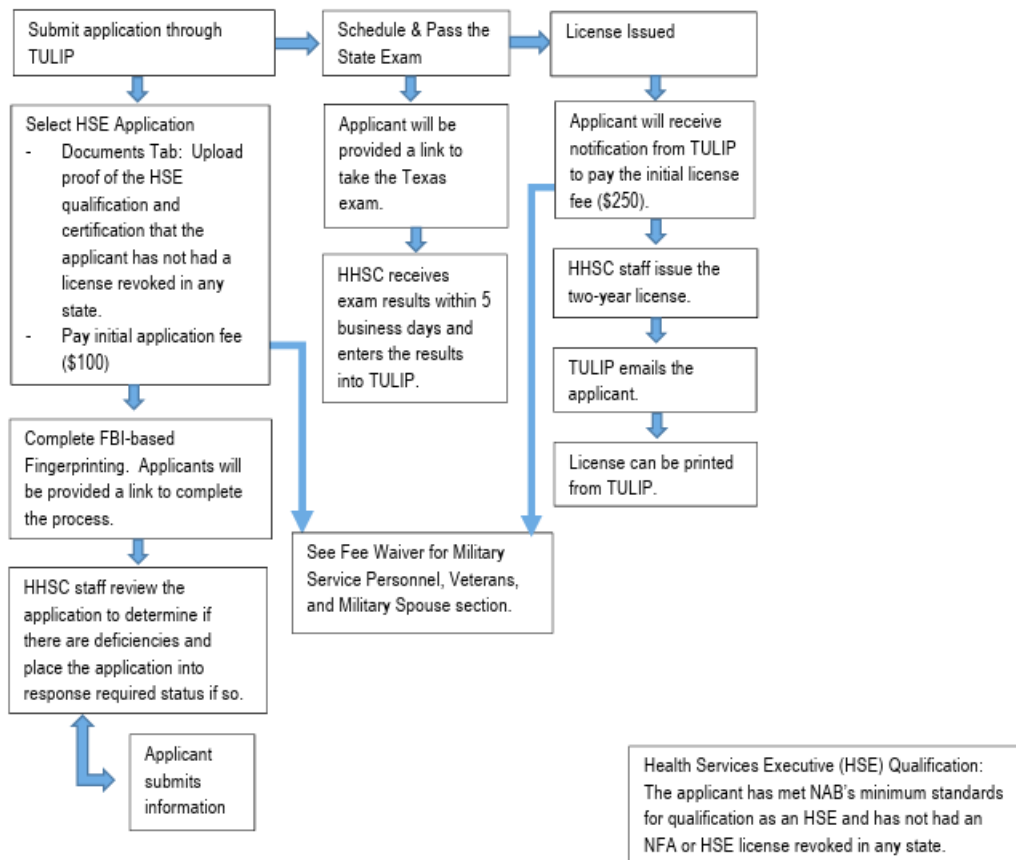 Submit application through
TULIP
Schedule & Pass the
State Exam
License Issued
Select HSE Application
- Documents Tab: Upload
proof of the HSE
qualification and
certification that the
applicant has not had a
license revoked in any
state.
- Pay initial application fee
($100)
Applicant will be
provided a link to
take the Texas
exam.
Applicant will receive
notification from TULIP
to pay the initial license
fee ($250).
HHSC receives
exam results within 5
business days and
enters the results
into TULIP.
HHSC staff issue the
two-year license.
TULIP emails the
applicant.
License can be printed
from TULIP.
Complete FBI-based
Fingerprinting. Applicants will
be provided a link to complete
the process.
See Fee Waiver for Military
Service Personnel, Veterans,
and Military Spouse section.
HHSC staff review the
application to determine if
there are deficiencies and
place the application into
response required status if so.
Applicant
submits
information
Health Services Executive (HSE) Qualification:
The applicant has met NAB's minimum standards
for qualification as an HSE and has not had an
NFA or HSE license revoked in any state.